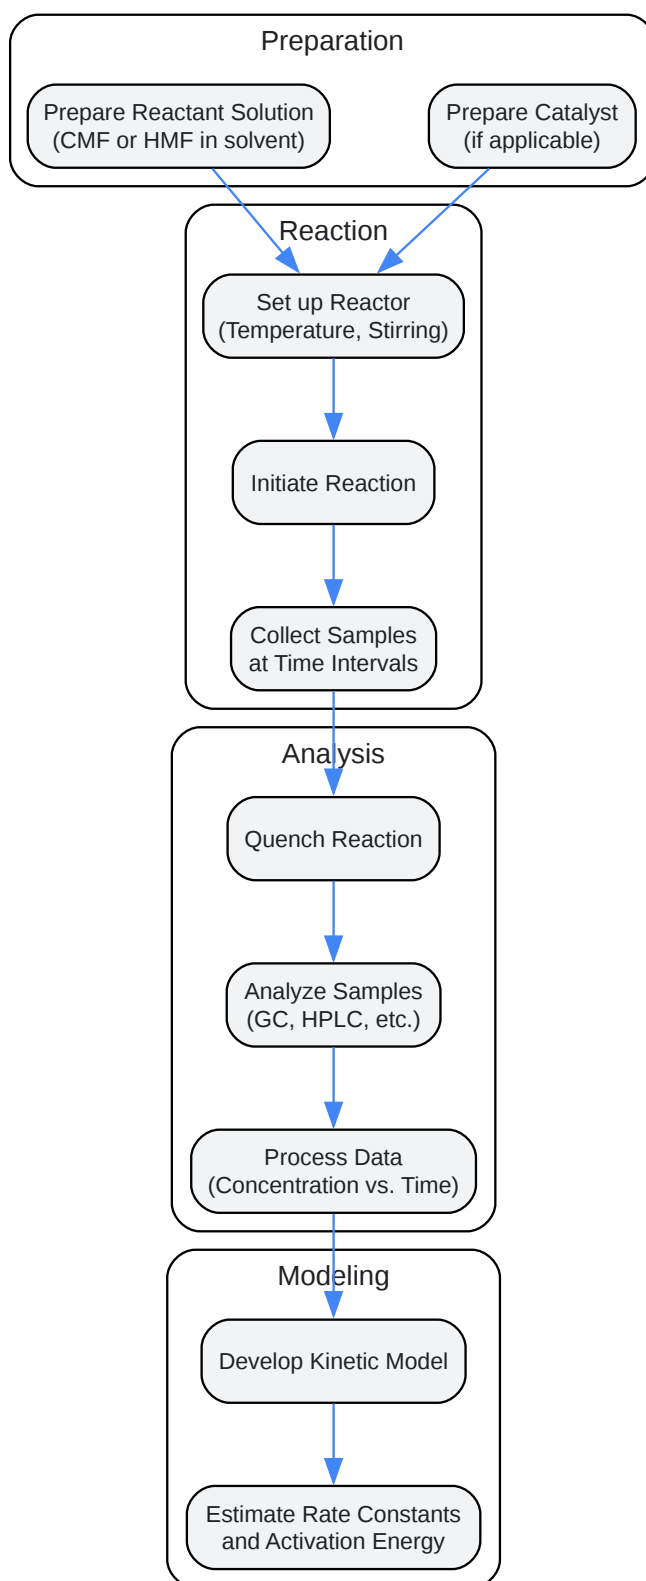 Preparation
Prepare Reactant Solution
(CMF or HMF in solvent)
Prepare Catalyst
(if applicable)
Reaction
Set up Reactor
(Temperature, Stirring)
Initiate Reaction
Collect Samples
at Time Intervals
Analysis
Quench Reaction
Analyze Samples
(GC, HPLC, etc.)
Process Data
(Concentration vs. Time)
Modeling
Develop Kinetic Model
Estimate Rate Constants
and Activation Energy